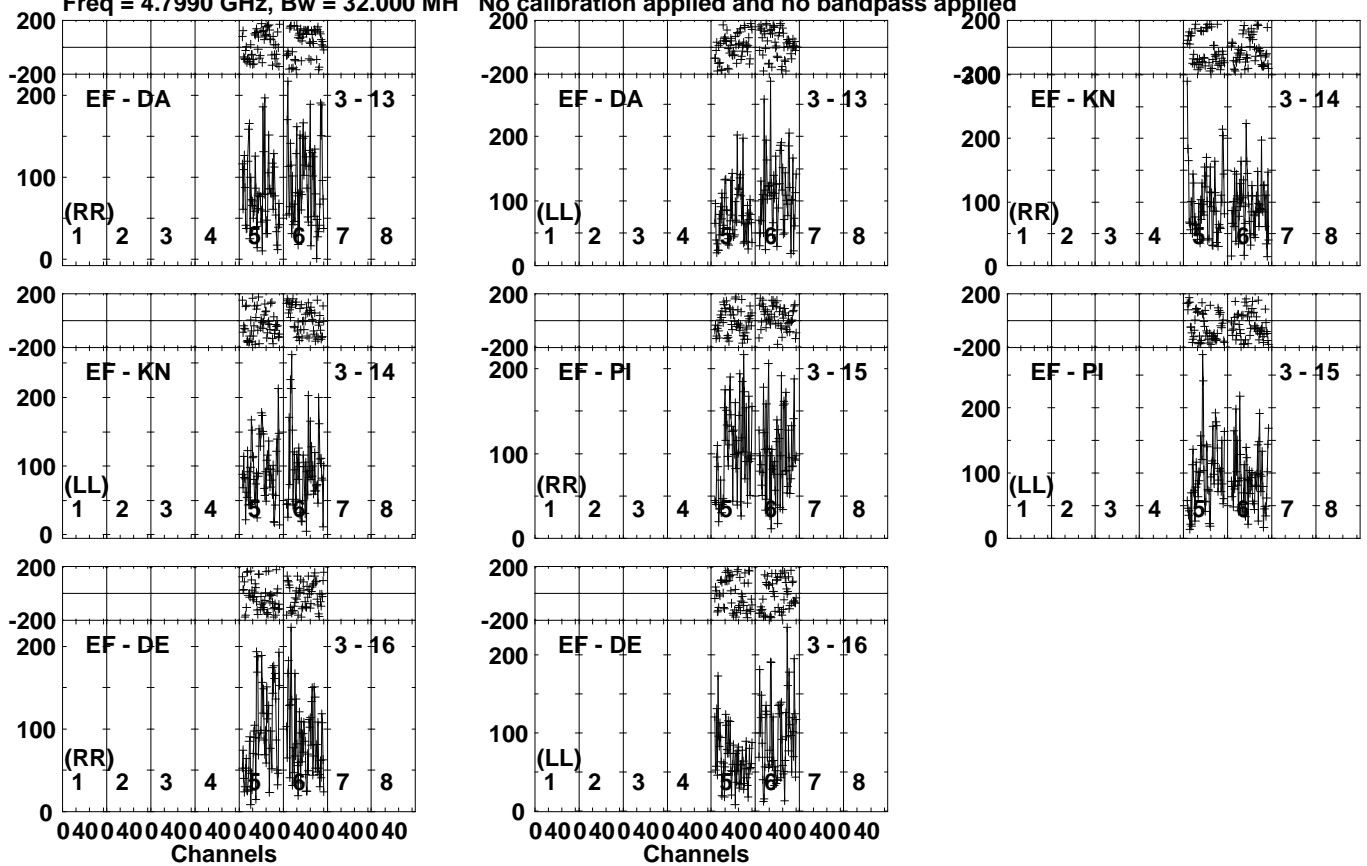 Freq = 4.7990 GHz, Bw = 32.000 MH No calibration applied and no bandpass applied
200 200 200
-200 -200 -300
EF - DA 3 - 13 EF - DA 3 - 13 EF - KN 3 - 14
200 200 200
100 100 100
(RR) (LL) (RR)
1 2 3 4 5 6 7 8 1 2 3 4 5 6 7 8 1 2 3 4 5 6 7 8
0 0 0
200 200 200
-200 -200 -200
EF - KN 3 - 14 EF - PI 3 - 15 EF - PI 3 - 15
200 200 200
100 100 100
(LL) (RR) (LL)
1 2 3 4 5 6 7 8 1 2 3 4 5 6 7 8 1 2 3 4 5 6 7 8
0 0 0
200 200
-200 -200
EF - DE 3 - 16 EF - DE 3 - 16
200 200
100 100
(RR) (LL)
1 2 3 4 5 6 7 8 1 2 3 4 5 6 7 8
0 0
0 40 0 40 0 40 0 40 0 40 0 40 0 40 0 40 0 40 0 40 0 40 0 40 0 40 0 40 0 40 0 40
Channels Channels